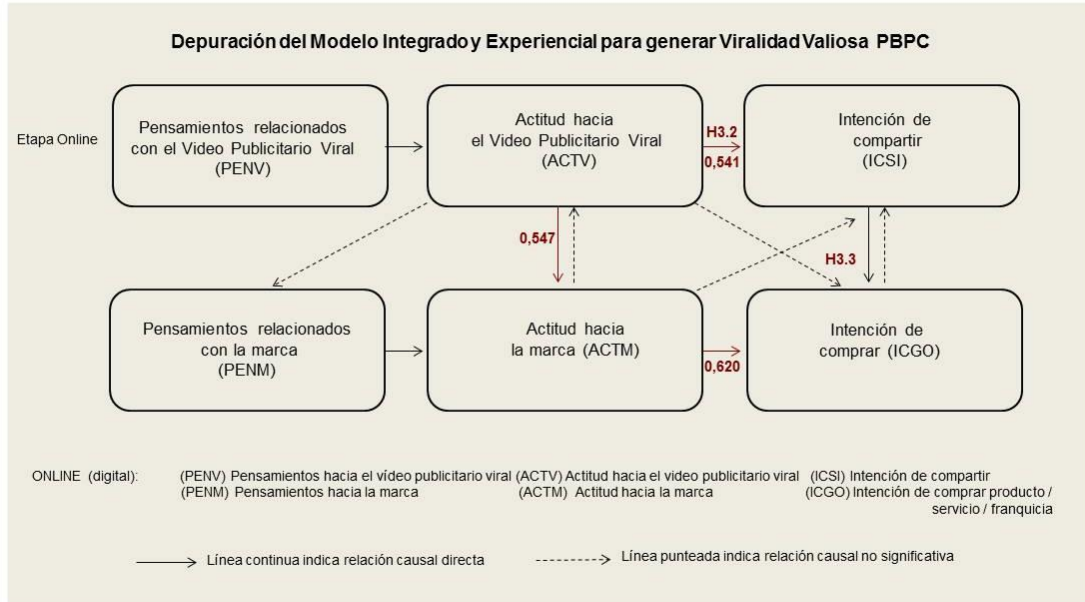 Depuración del Modelo Integrado y Experiencial para generar Viralidad Valiosa PBPC
Etapa Online
Pensamientos relacionados
con el Video Publicitario Viral
(PENV)
Actitud hacia
el Video Publicitario Viral
(ACTV)
H3.2
0,541
Intención de
compartir
(ICSI)
0,547
H3.3
Pensamientos relacionados
con la marca
(PENM)
Actitud hacia
la marca (ACTM)
0,620
Intención de
comprar (ICGO)
ONLINE (digital): (PENV) Pensamientos hacia el vídeo publicitario viral (ACTV) Actitud hacia el video publicitario viral (ICSI) Intención de compartir
(PENM) Pensamientos hacia la marca (ACTM) Actitud hacia la marca (ICGO) Intención de comprar producto /
servicio / franquicia
Línea continua indica relación causal directa
Línea punteada indica relación causal no significativa